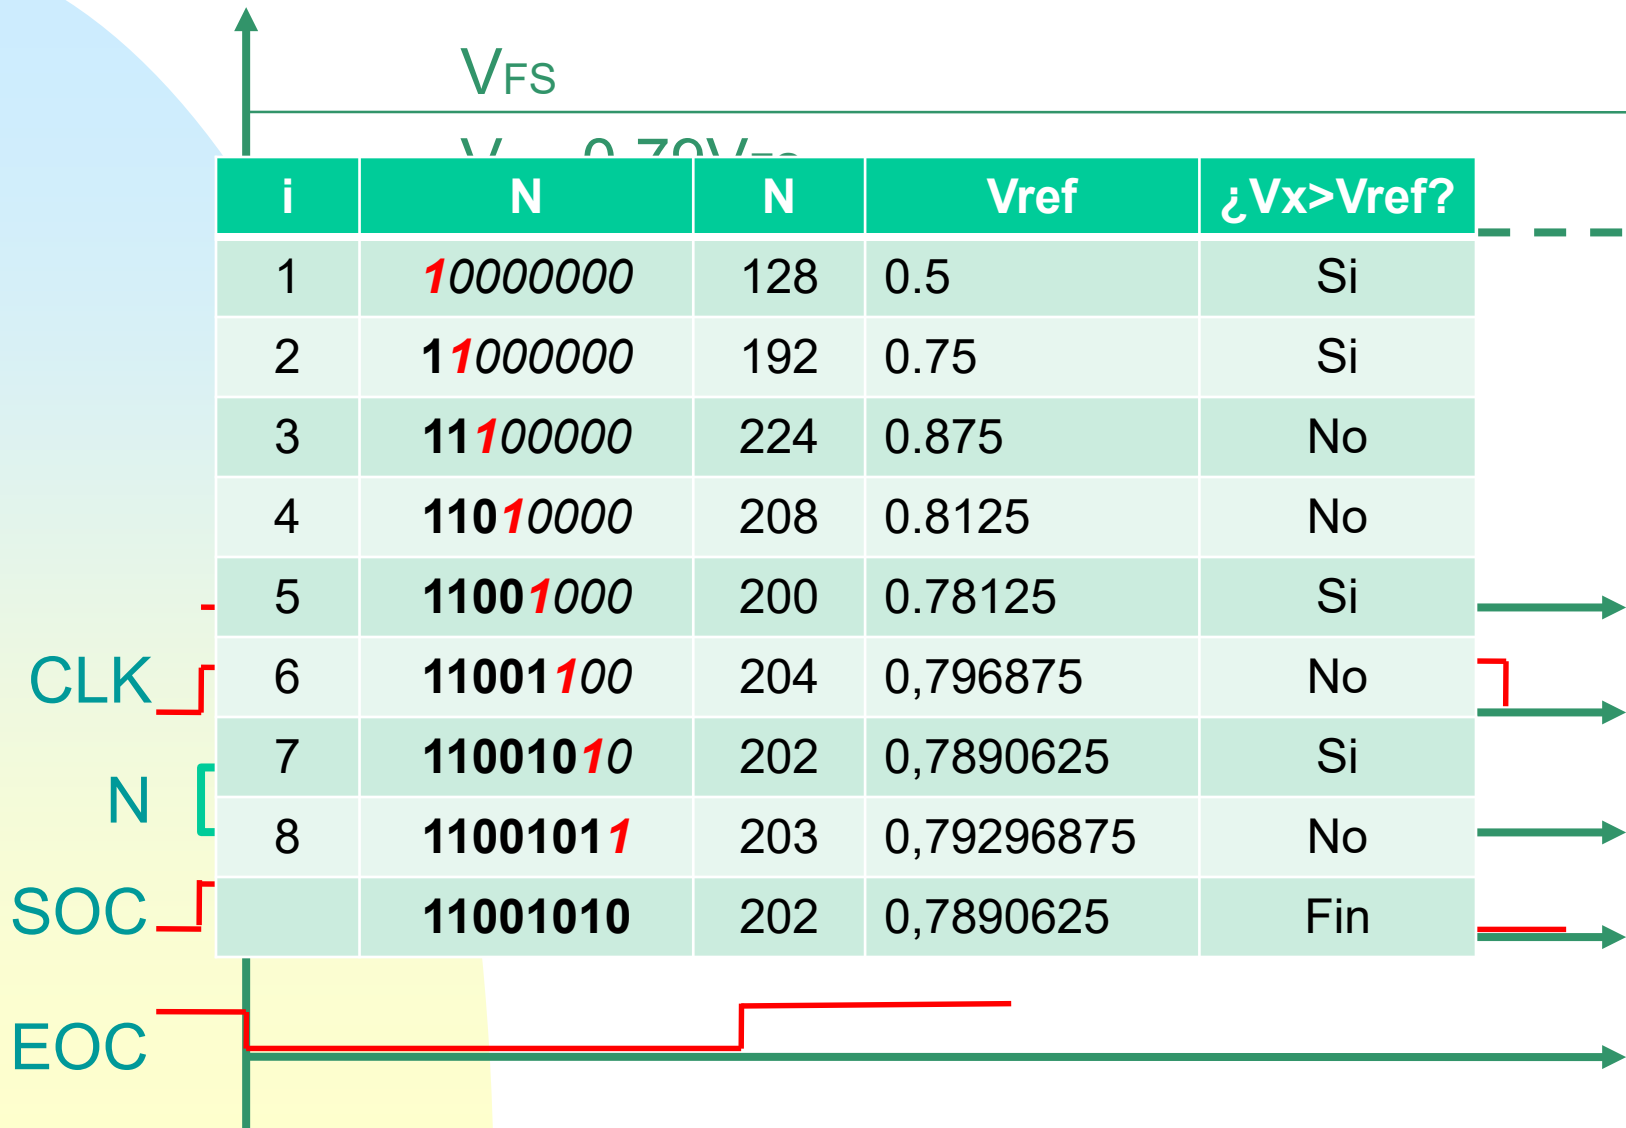 VFS
i N N Vref ¿Vx>Vref?
1 10000000 128 0.5 Si
2 11000000 192 0.75 Si
3 11100000 224 0.875 No
4 11010000 208 0.8125 No
5 11001000 200 0.78125 Si
CLK 6 11001100 204 0,796875 No
7 11001010 202 0,7890625 Si
N
8 11001011 203 0,79296875 No
SOC 11001010 202 0,7890625 Fin
EOC